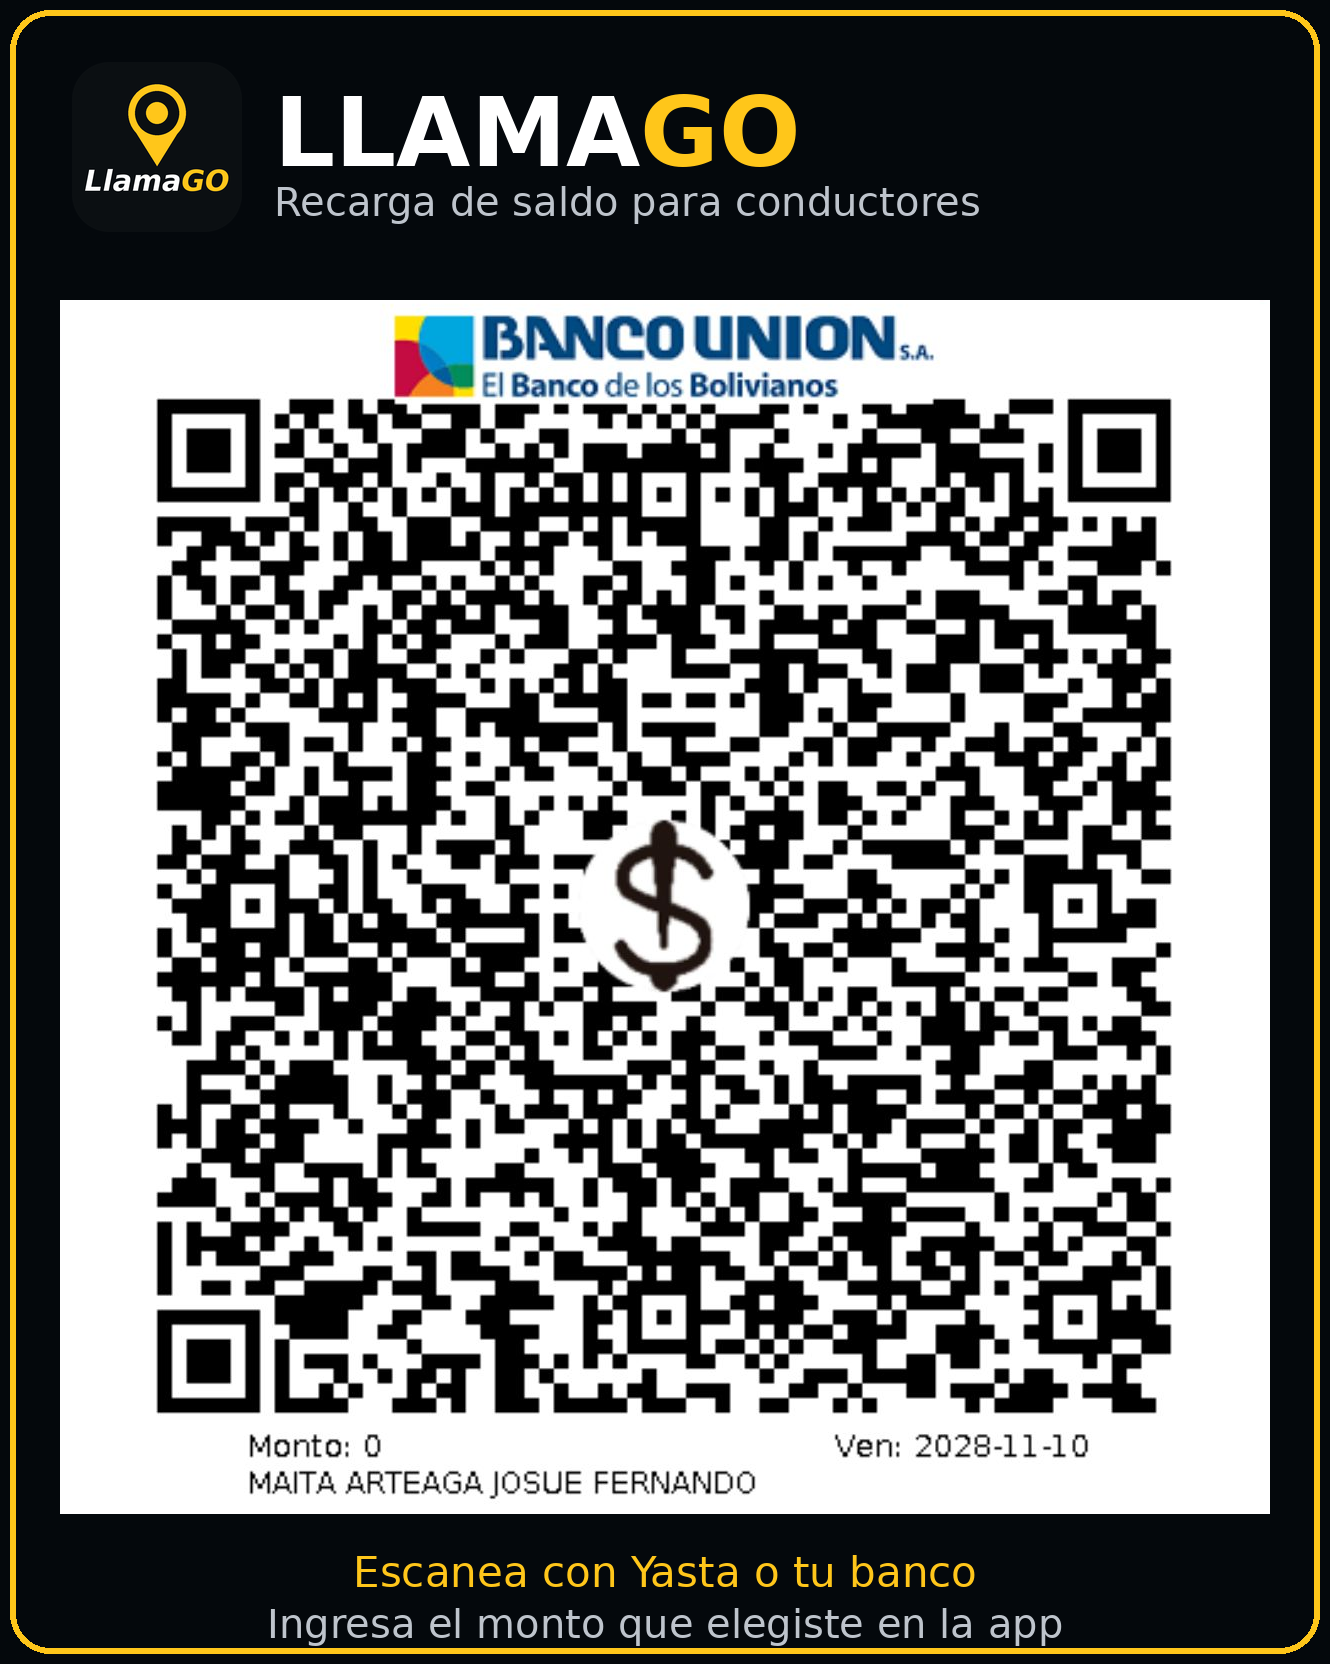 LlamaGO
LLAMAGO
Recarga de saldo para conductores
BANCO UNION S.A.
El Banco de los Bolivianos
$
Monto: 0
Ven: 2028-11-10
MAITA ARTEAGA JOSUE FERNANDO
Escanea con Yasta o tu banco
Ingresa el monto que elegiste en la app